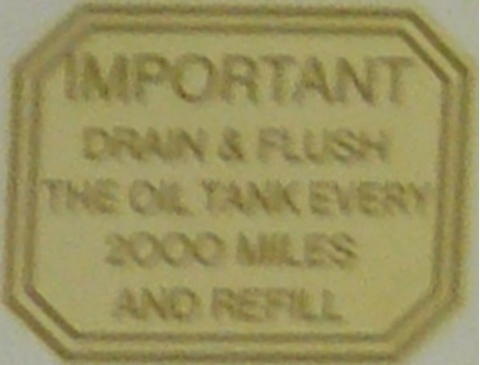 IMPORTANT
DRAIN & FLUSH
THE OIL TANK EVERY
2000 MILES
AND REFILL